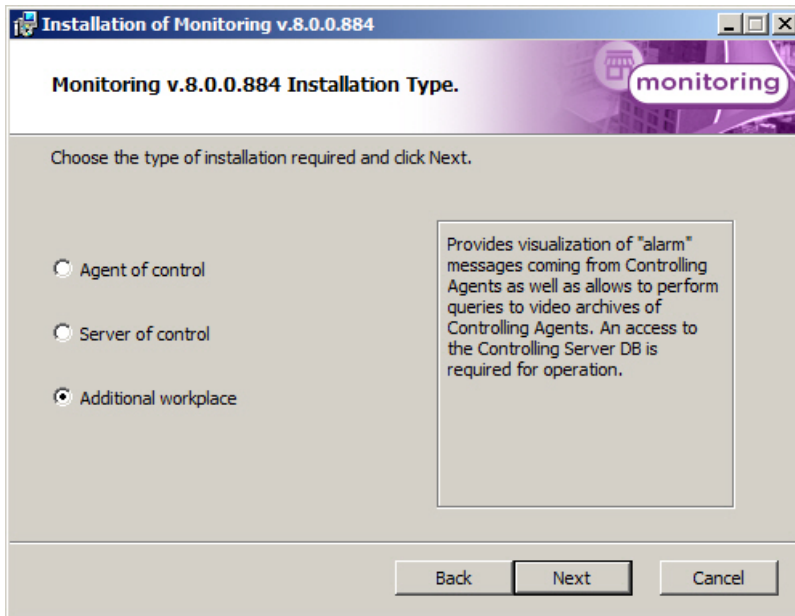 Installation of Monitoring v.8.0.0.884
Monitoring v.8.0.0.884 Installation Type.
monitoring
Choose the type of installation required and click Next.
Agent of control
Server of control
Additional workplace
Provides visualization of "alarm"
messages coming from Controlling
Agents as well as allows to perform
queries to video archives of
Controlling Agents. An access to
the Controlling Server DB is
required for operation.
Back
Next
Cancel